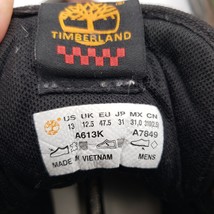 TIMBERLAND
US UK EU JP MX CN
13 12.5 47.5 31 31.0
A613K A7849
MADE VIETNAM
MENS